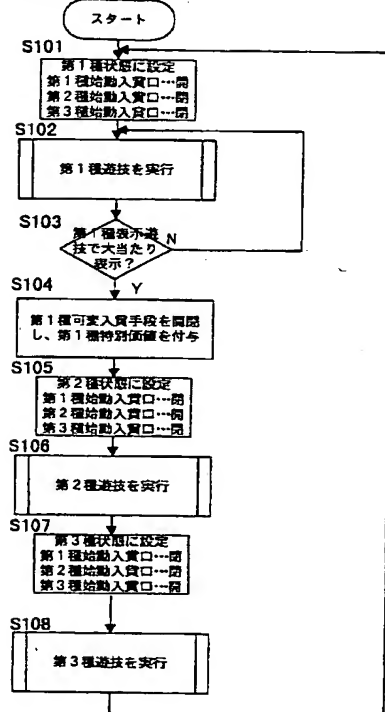 スタート
S101
第1種状態に設定
第1種始動入賞口…開
第2種始動入賞口…閉
第3種始動入賞口…閉
S102
第1種遊技を実行
S103
第1種表示遊
技で大当たり
表示?
N
Y
S104
第1種可変入賞手段を開閉
し、第1種特別価値を付与
S105
第2種状態に設定
第1種始動入賞口…閉
第2種始動入賞口…開
第3種始動入賞口…閉
S106
第2種遊技を実行
S107
第3種状態に設定
第1種始動入賞口…閉
第2種始動入賞口…閉
第3種始動入賞口…開
S108
第3種遊技を実行